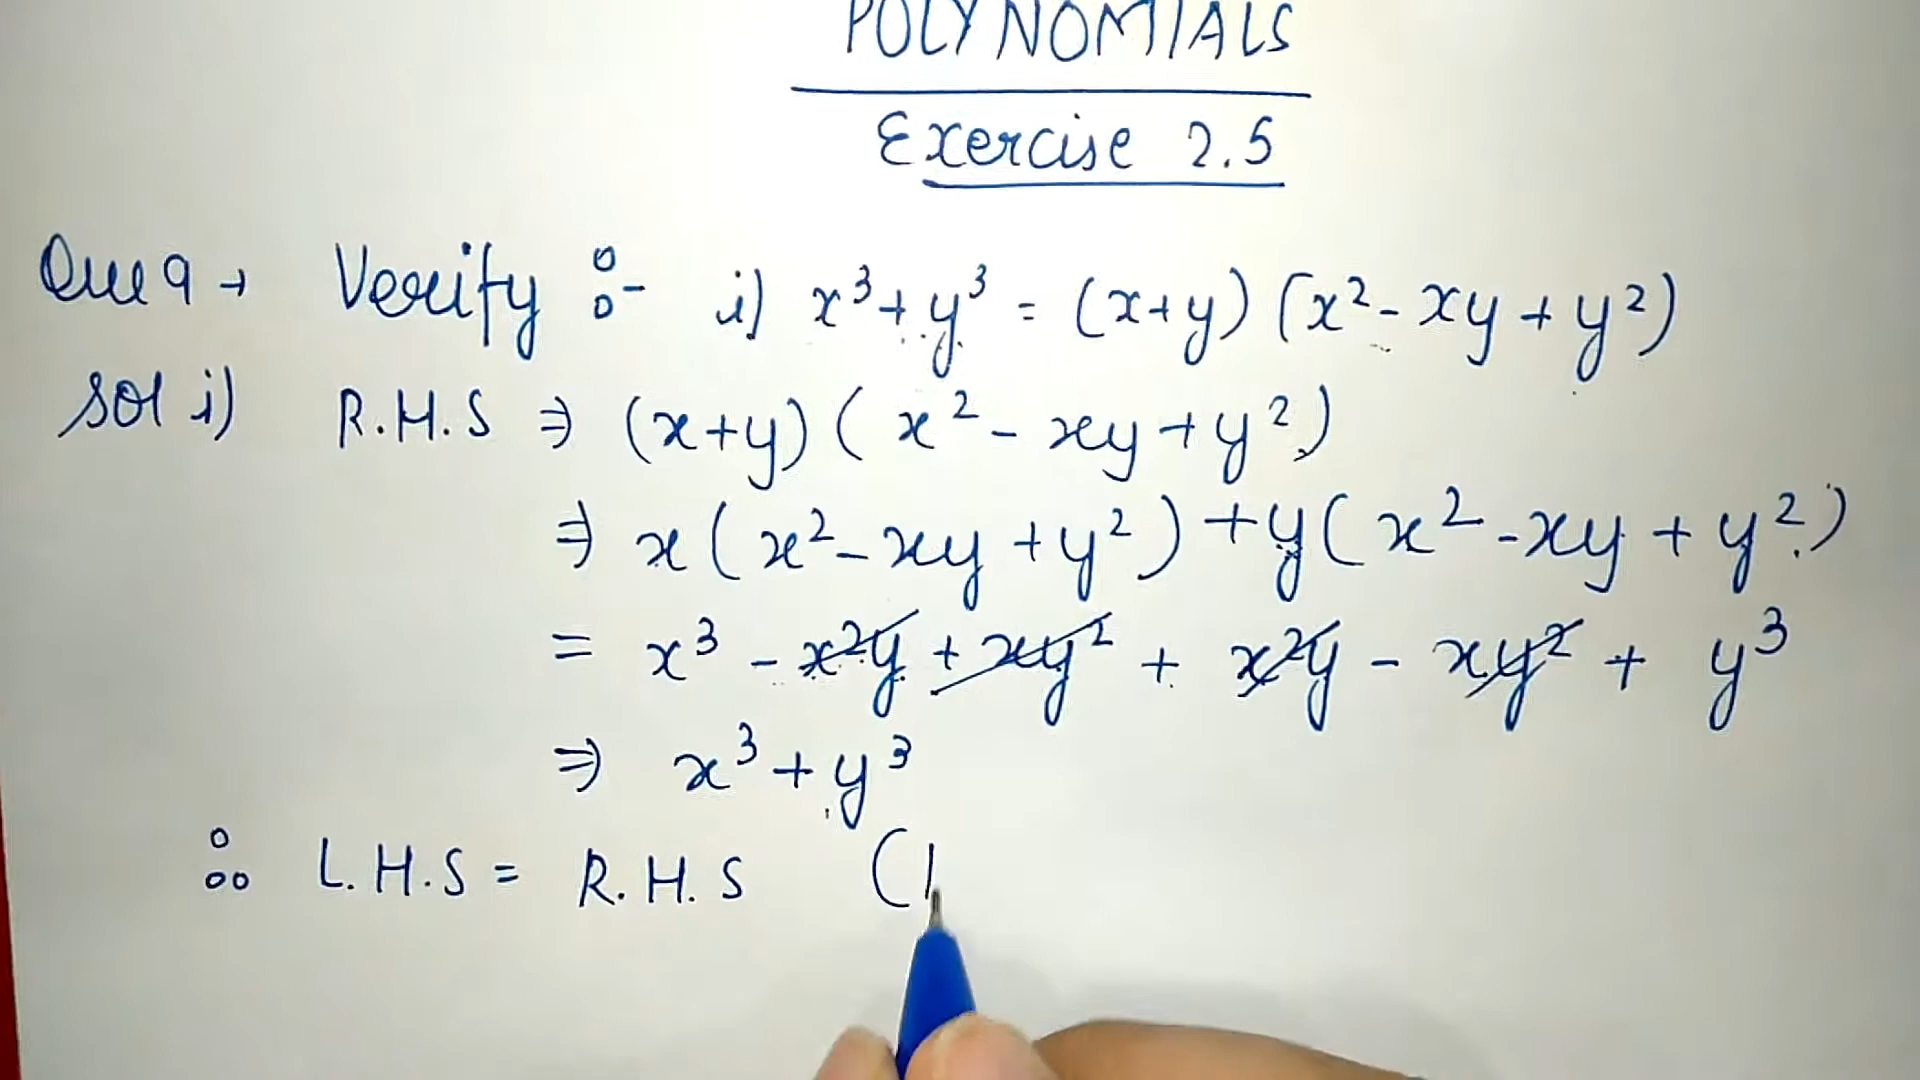 POLYNOMIALS
Exercise 2.5
Que 9 → Verify :- i) x³ + y³ = (x+y) (x² - xy + y²)
Sol i) R.H.S ⇒ (x+y) (x² - xy + y²)
⇒ x (x² - xy + y²) + y (x² - xy + y²)
= x³ - x²y + xy² + x²y - xy² + y³
⇒ x³ + y³
∴ L.H.S = R.H.S (